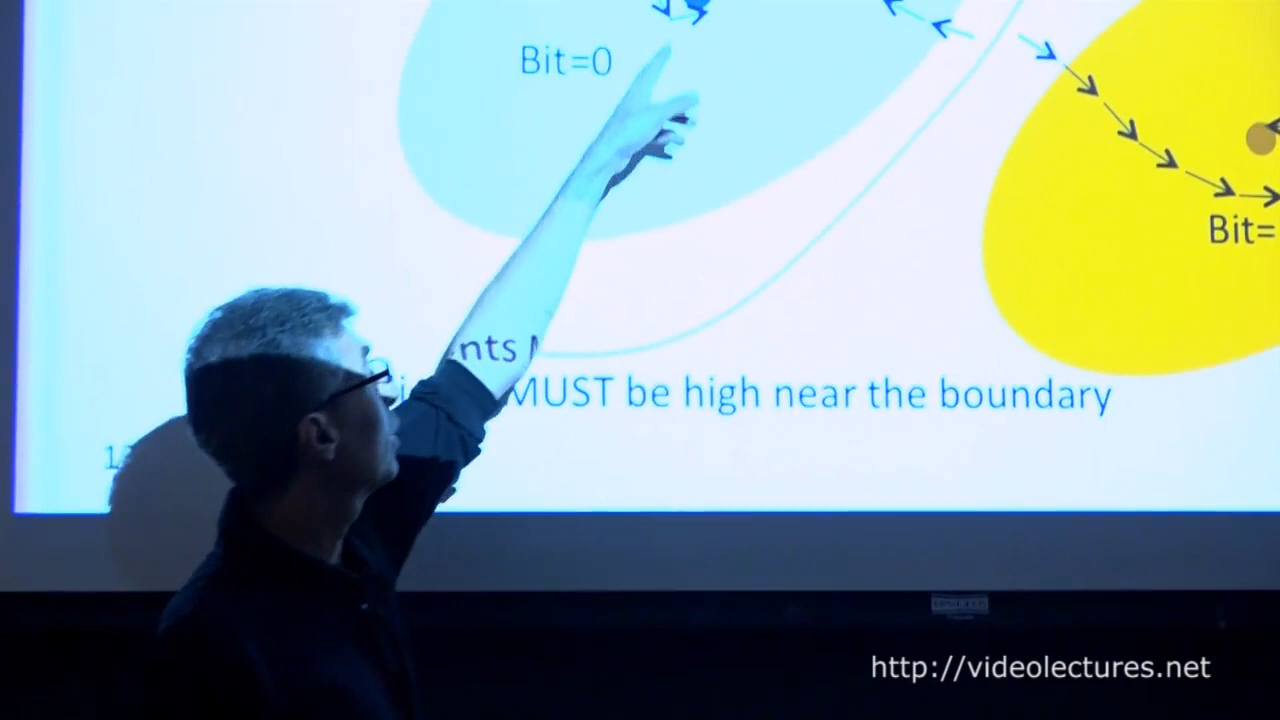 Bit=0
Bit=
nts
MUST be high near the boundary
http://videolectures.net